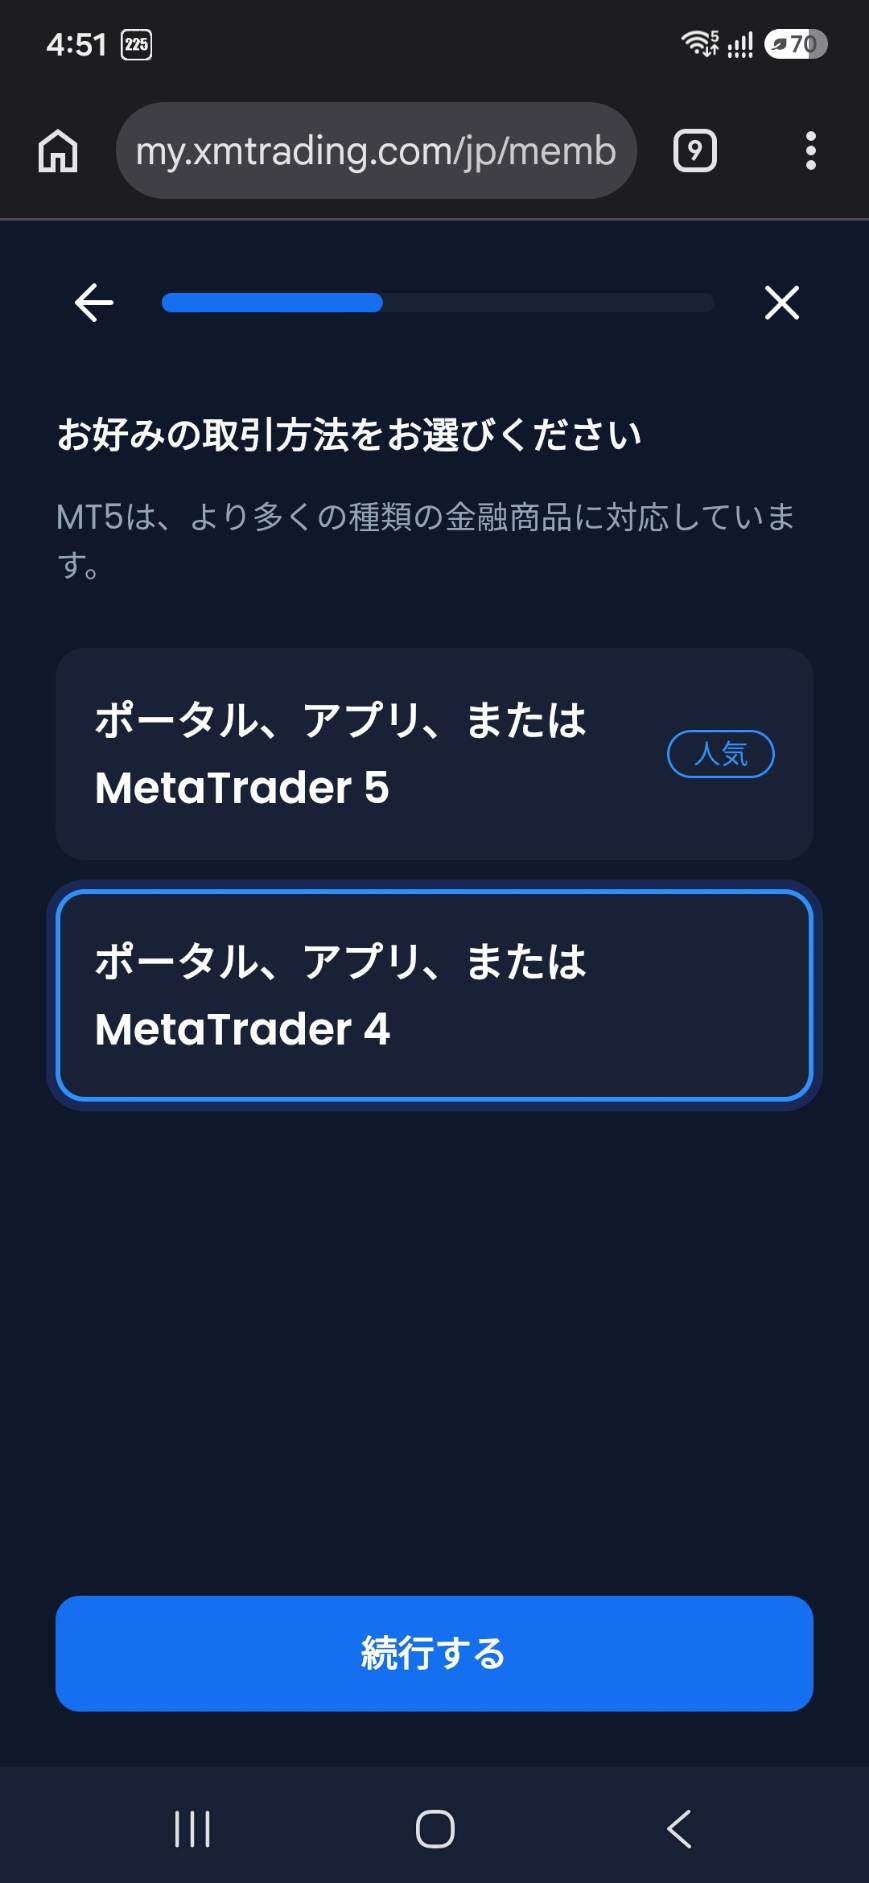 4:51 225 5 70
my.xmtrading.com/jp/memb 9
お好みの取引方法をお選びください
MT5は、より多くの種類の金融商品に対応していま
す。
ポータル、アプリ、または
MetaTrader 5
人気
ポータル、アプリ、または
MetaTrader 4
続行する